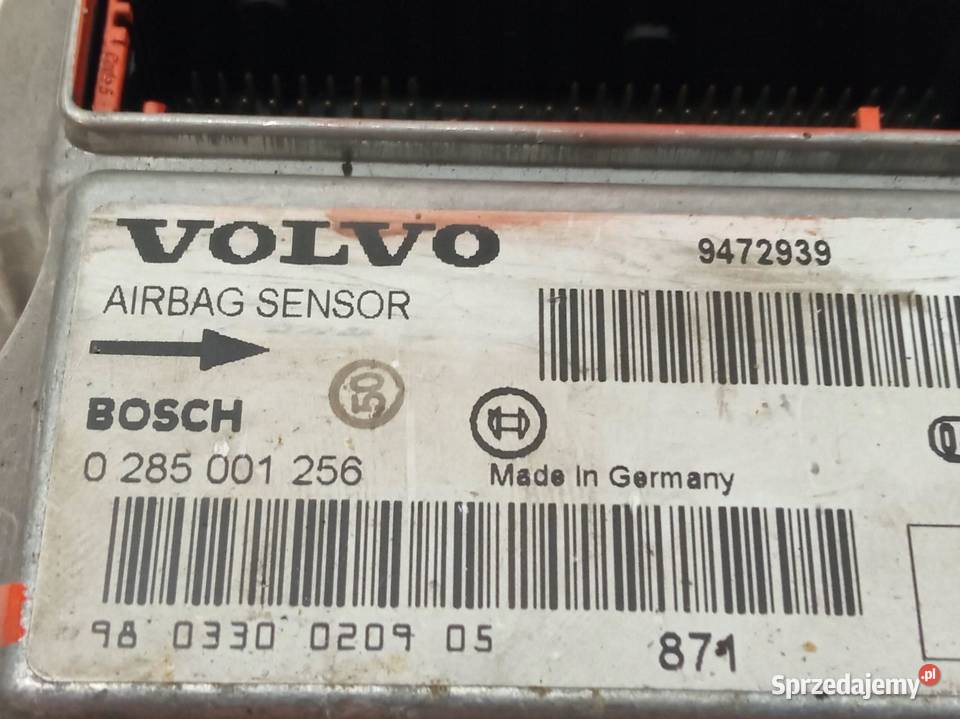 VOLVO
9472939
AIRBAG SENSOR
50
BOSCH
0 285 001 256
Made In Germany
98 0330 0209 05
871
Sprzedajemy.pl